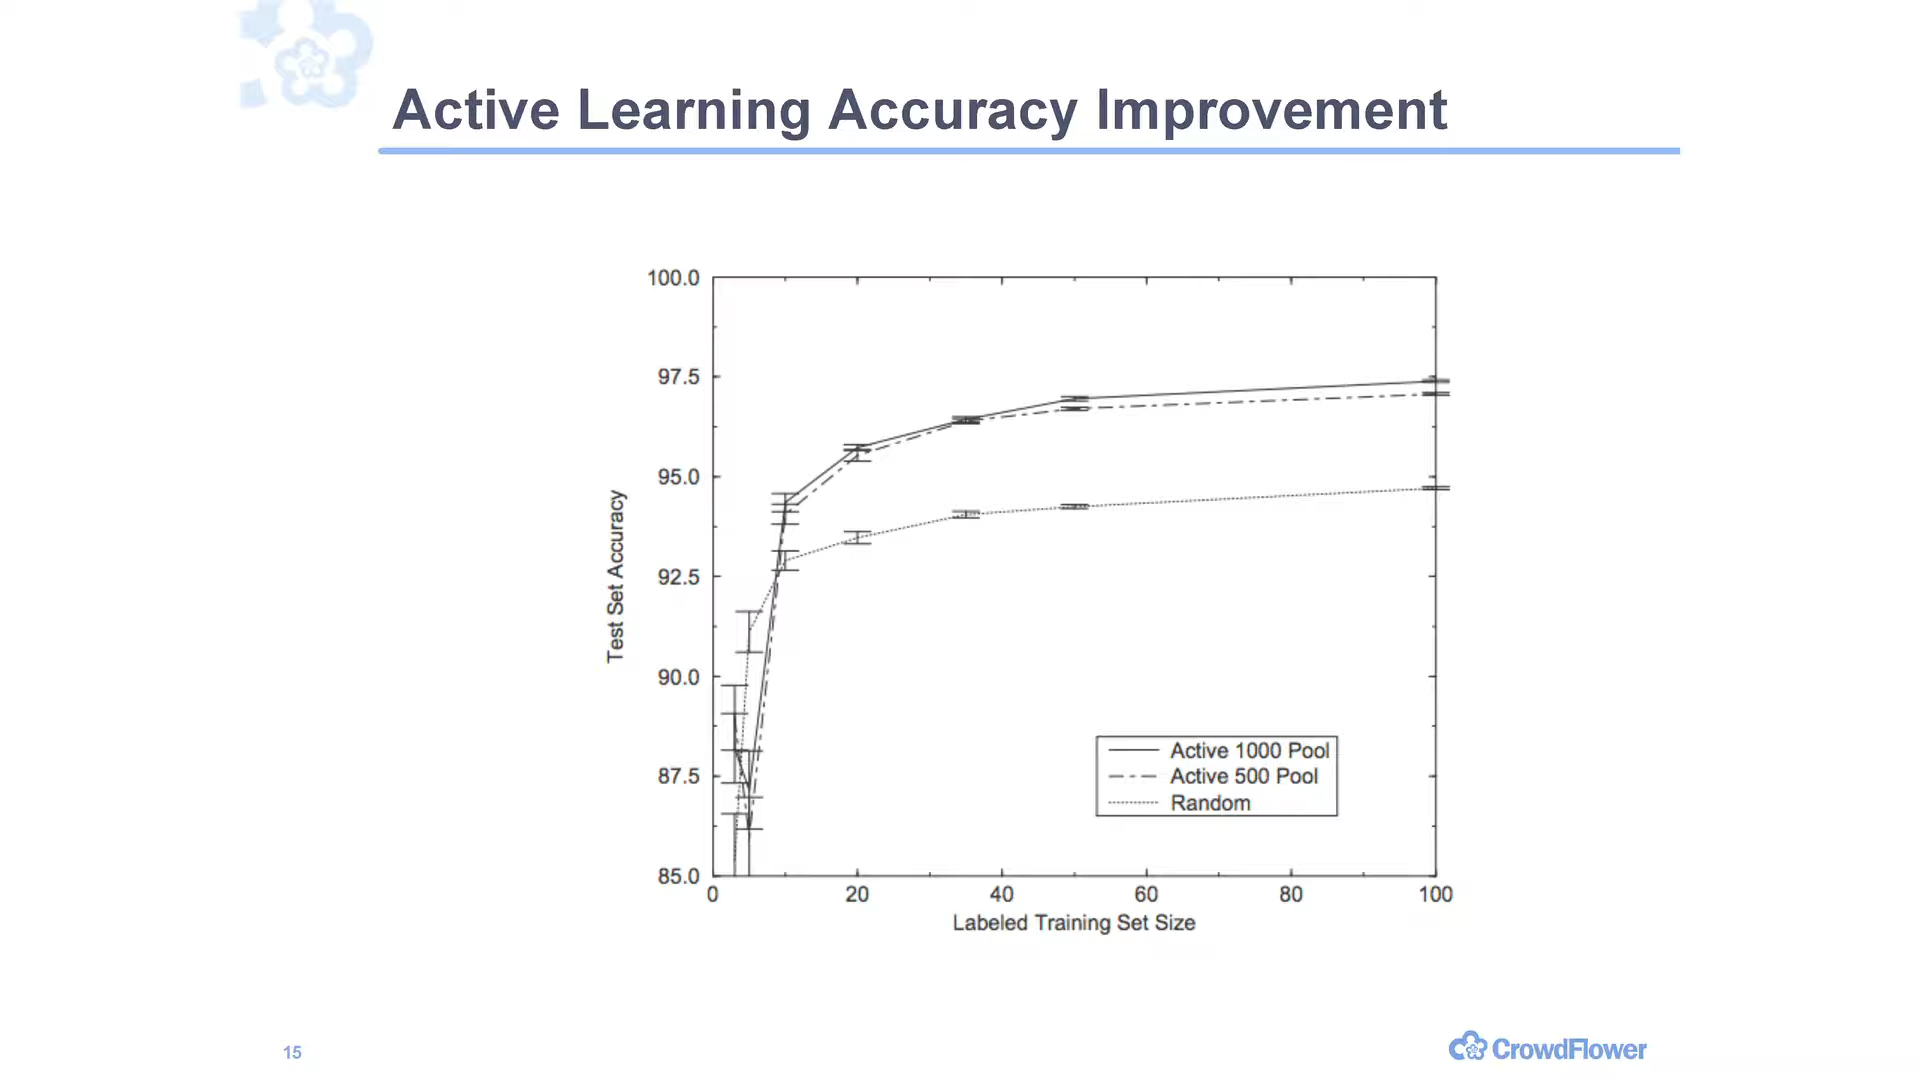 Active Learning Accuracy Improvement
100.0
97.5
95.0
92.5
90.0
87.5
85.0
Test Set Accuracy
Active 1000 Pool
Active 500 Pool
Random
0 20 40 60 80 100
Labeled Training Set Size
15
CrowdFlower